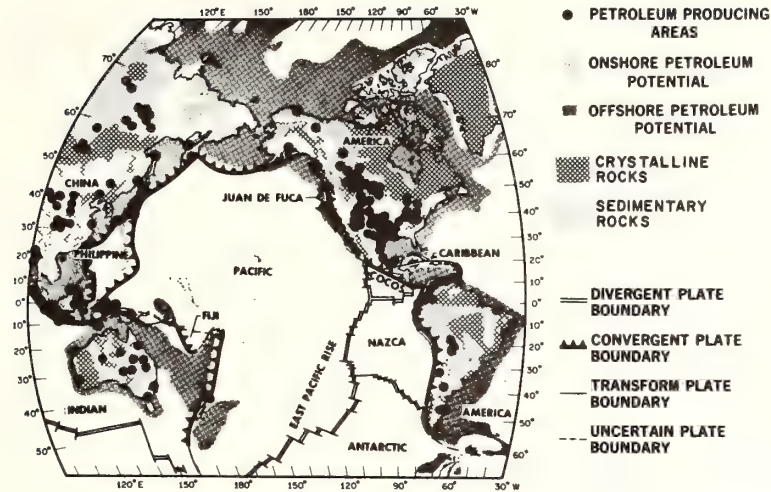 120°E 150° 180° 150° 120° 90° 60° 30°W
70°
50°
40°
30°
20°
10°
0°
10°
20°
30°
40°
50°
80°
70°
60°
50°
40°
30°
20°
10°
0°
10°
20°
30°
40°
50°
60°
AMERICA
CHINA
JUAN DE FUCA
PHILIPPINE
CARIBBEAN
PACIFIC
COCOS
FIJI
NAZCA
EAST PACIFIC RISE
INDIAN
AMERICA
ANTARCTIC
120°E 150° 180° 150° 120° 90° 60° 30°W
PETROLEUM PRODUCING
AREAS
ONSHORE PETROLEUM
POTENTIAL
OFFSHORE PETROLEUM
POTENTIAL
CRYSTALLINE
ROCKS
SEDIMENTARY
ROCKS
DIVERGENT PLATE
BOUNDARY
CONVERGENT PLATE
BOUNDARY
TRANSFORM PLATE
BOUNDARY
UNCERTAIN PLATE
BOUNDARY